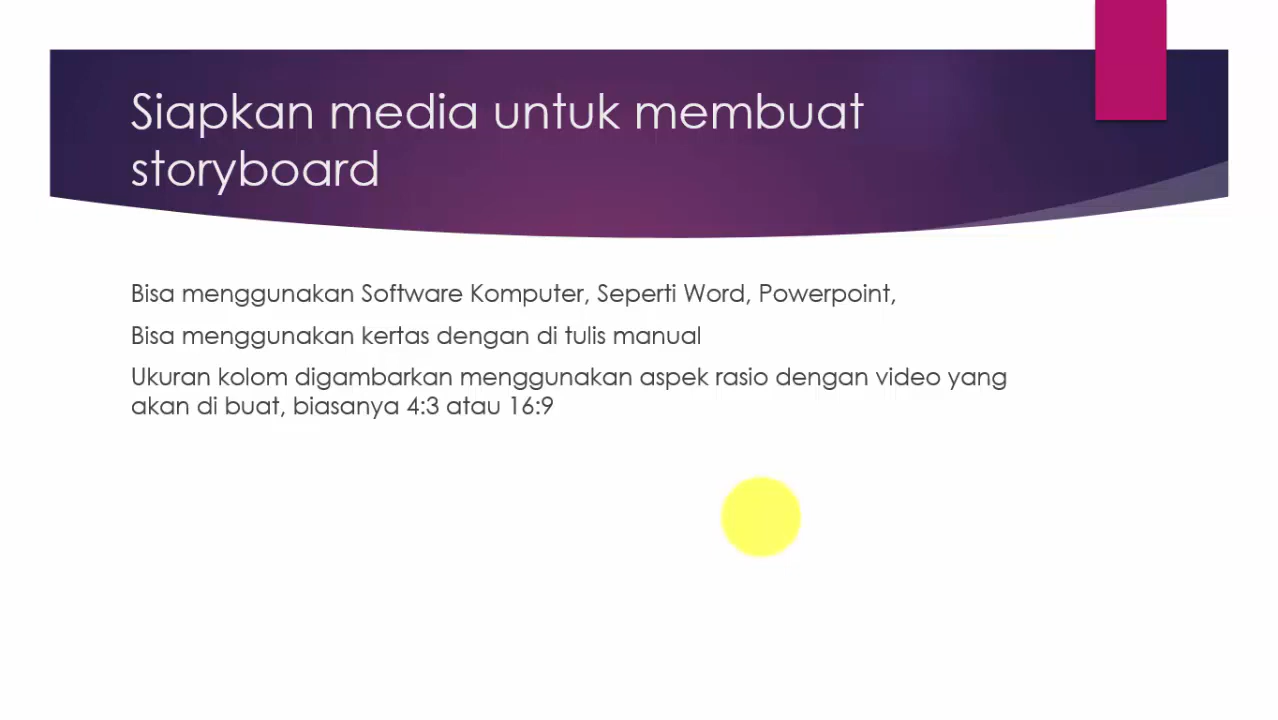 Siapkan media untuk membuat
storyboard
Bisa menggunakan Software Komputer, Seperti Word, Powerpoint,
Bisa menggunakan kertas dengan di tulis manual
Ukuran kolom digambarkan menggunakan aspek rasio dengan video yang
akan di buat, biasanya 4:3 atau 16:9